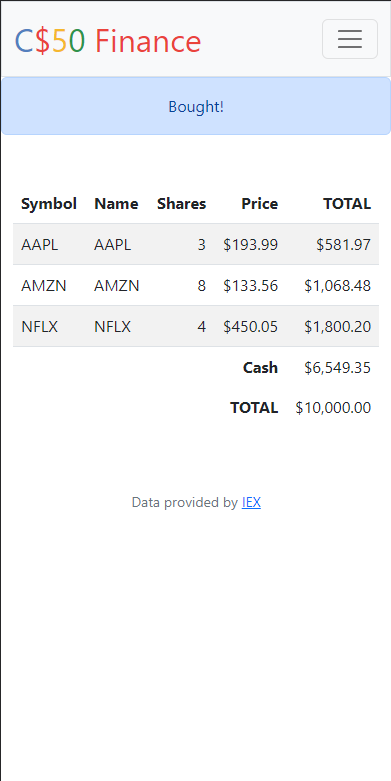 C$50 Finance
Bought!
Symbol Name Shares Price TOTAL
AAPL AAPL 3 $193.99 $581.97
AMZN AMZN 8 $133.56 $1,068.48
NFLX NFLX 4 $450.05 $1,800.20
Cash $6,549.35
TOTAL $10,000.00
Data provided by IEX